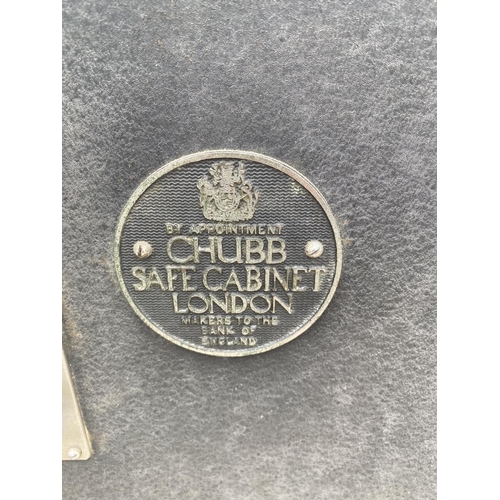 BY APPOINTMENT
CHUBB
SAFE CABINET
LONDON
MAKERS TO THE
BANK OF
ENGLAND